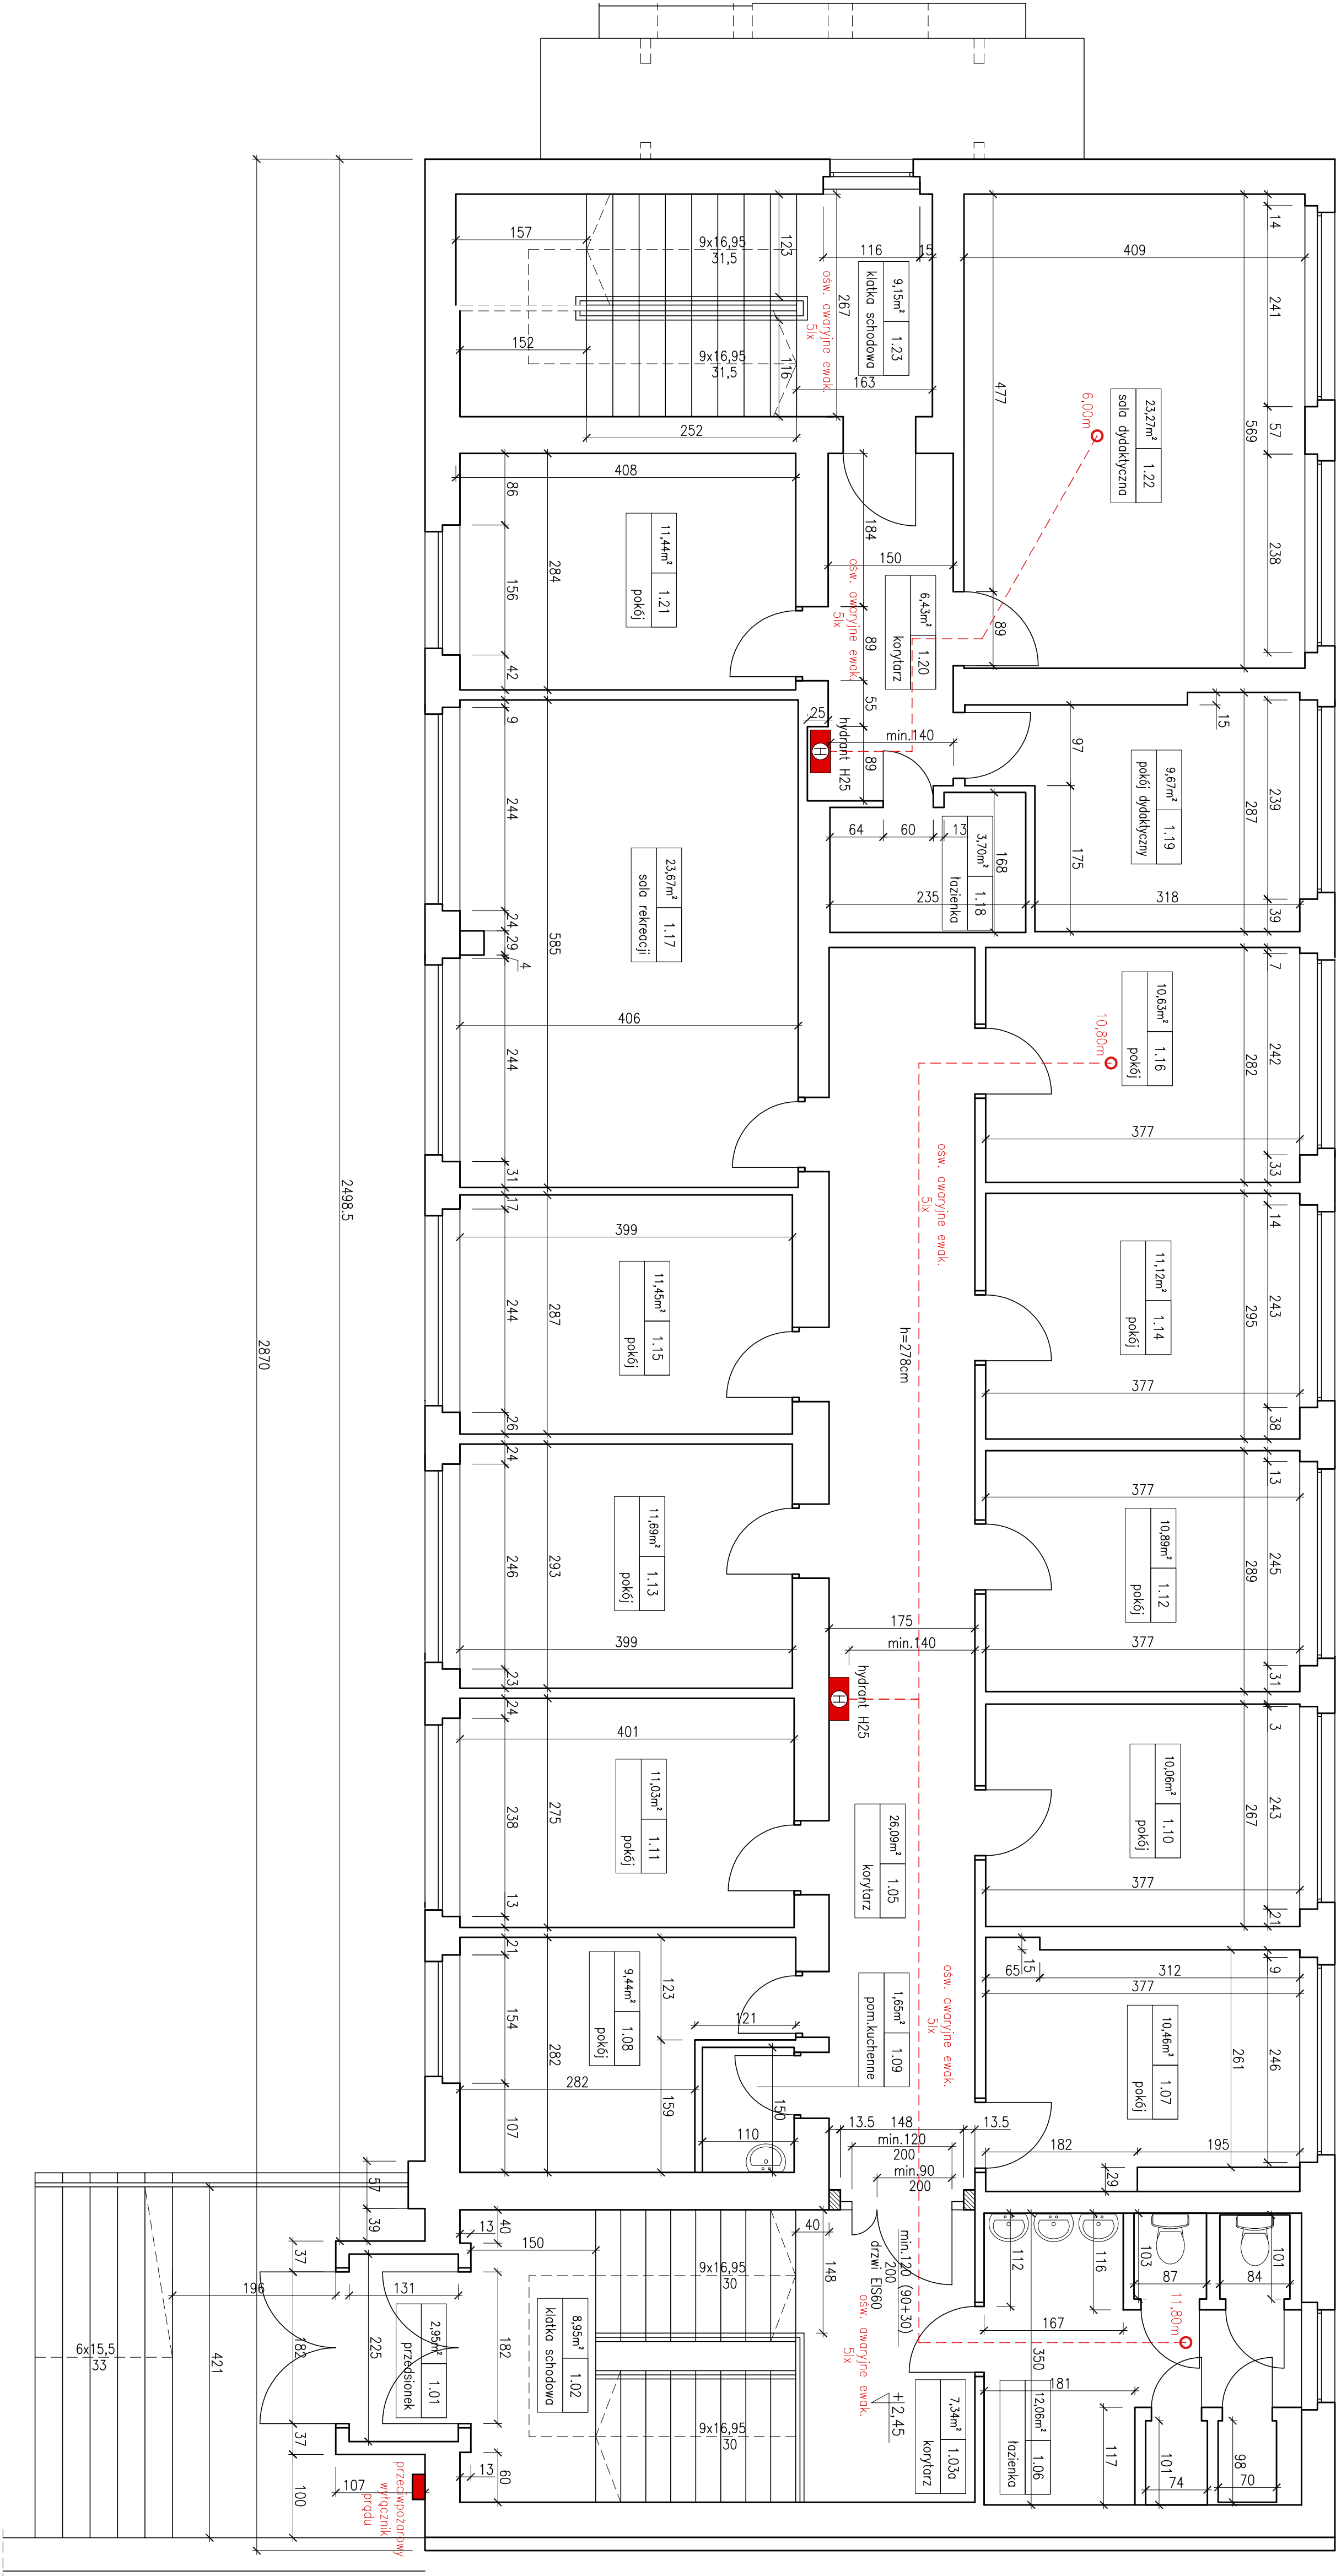 157
152
9x16,95
31,5
9x16,95
31,5
123
116
116
15
267
163
252
ośw. awaryjne ewak.
5lx
9,15m²
1.23
klatka schodowa
409
14
241
57
238
477
569
89
6,00m
23,27m²
1.22
sala dydaktyczna
408
86
284
156
42
11,44m²
1.21
pokój
184
150
89
55
89
ośw. awaryjne ewak.
5lx
6,43m²
1.20
korytarz
25
hydrant H25
H
min.140
15
97
175
287
239
39
318
9,67m²
1.19
pokój dydaktyczny
64
60
13
168
235
3,70m²
1.18
łazienka
9
244
24
29
4
585
406
244
31
23,67m²
1.17
sala rekreacji
10,80m
7
242
282
377
33
10,63m²
1.16
pokój
ośw. awaryjne ewak.
5lx
h=278cm
17
399
244
287
26
11,45m²
1.15
pokój
14
243
295
377
38
11,12m²
1.14
pokój
24
246
293
399
23
11,69m²
1.13
pokój
13
377
245
289
377
31
10,89m²
1.12
pokój
175
min.140
hydrant H25
H
24
401
238
275
13
11,03m²
1.11
pokój
3
243
267
377
21
10,06m²
1.10
pokój
26,09m²
1.05
korytarz
21
154
282
107
123
121
159
282
150
110
9,44m²
1.08
pokój
1,65m²
1.09
pom.kuchenne
ośw. awaryjne ewak.
5lx
15
65
312
377
9
246
261
182
195
29
10,46m²
1.07
pokój
13.5
148
13.5
min.120
200
min.90
200
min.120 (90+30)
200
drzwi EIS60
ośw. awaryjne ewak.
5lx
+2,45
7,34m²
1.03a
korytarz
112
116
103
87
101
84
11,80m
167
350
181
117
101
74
98
70
12,06m²
1.06
łazienka
57
39
37
13
40
150
40
148
9x16,95
30
9x16,95
30
8,95m²
1.02
klatka schodowa
182
60
13
196
131
182
225
2,95m²
1.01
przedsionek
37
107
100
421
6x15,5
33
przeciwpożarowy
wyłącznik
prądu
2498.5
2870